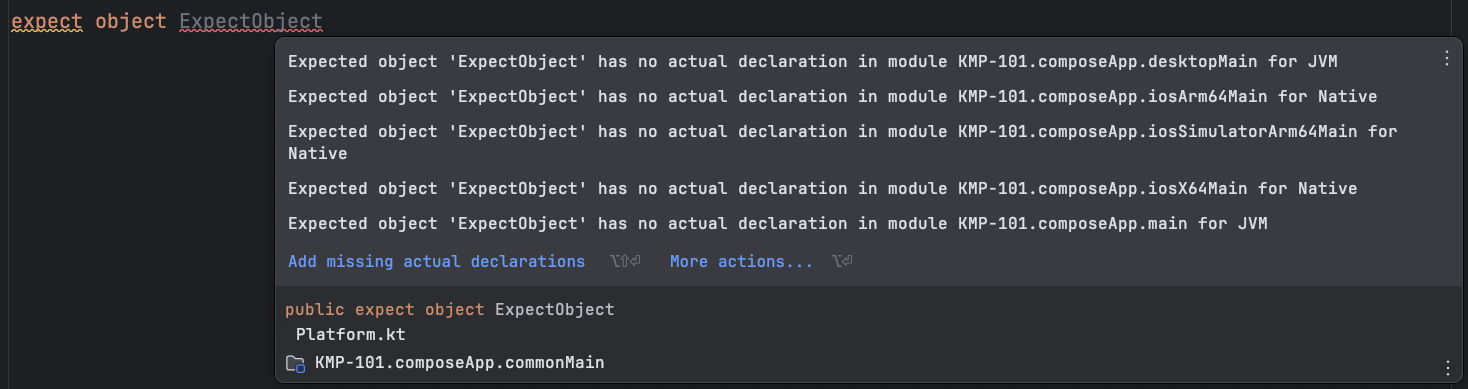 expect object ExpectObject
Expected object 'ExpectObject' has no actual declaration in module KMP-101.composeApp.desktopMain for JVM
Expected object 'ExpectObject' has no actual declaration in module KMP-101.composeApp.iosArm64Main for Native
Expected object 'ExpectObject' has no actual declaration in module KMP-101.composeApp.iosSimulatorArm64Main for
Native
Expected object 'ExpectObject' has no actual declaration in module KMP-101.composeApp.iosX64Main for Native
Expected object 'ExpectObject' has no actual declaration in module KMP-101.composeApp.main for JVM
Add missing actual declarations ⌥⇧⏎ More actions... ⌥⏎
public expect object ExpectObject
Platform.kt
KMP-101.composeApp.commonMain